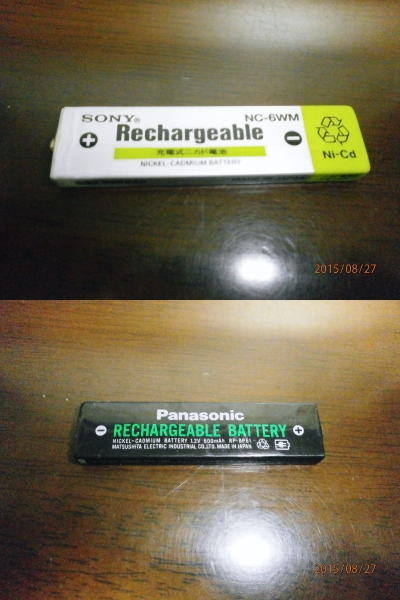 SONY® NC-6WM
Rechargeable
充電式ニカド電池
NICKEL-CADMIUM BATTERY
Ni-Cd
2015/08/27
Panasonic
RECHARGEABLE BATTERY
NICKEL-CADMIUM BATTERY 1.2V 600mAh RP-BP61
MATSUSHITA ELECTRIC INDUSTRIAL CO.,LTD. MADE IN JAPAN
2015/08/27